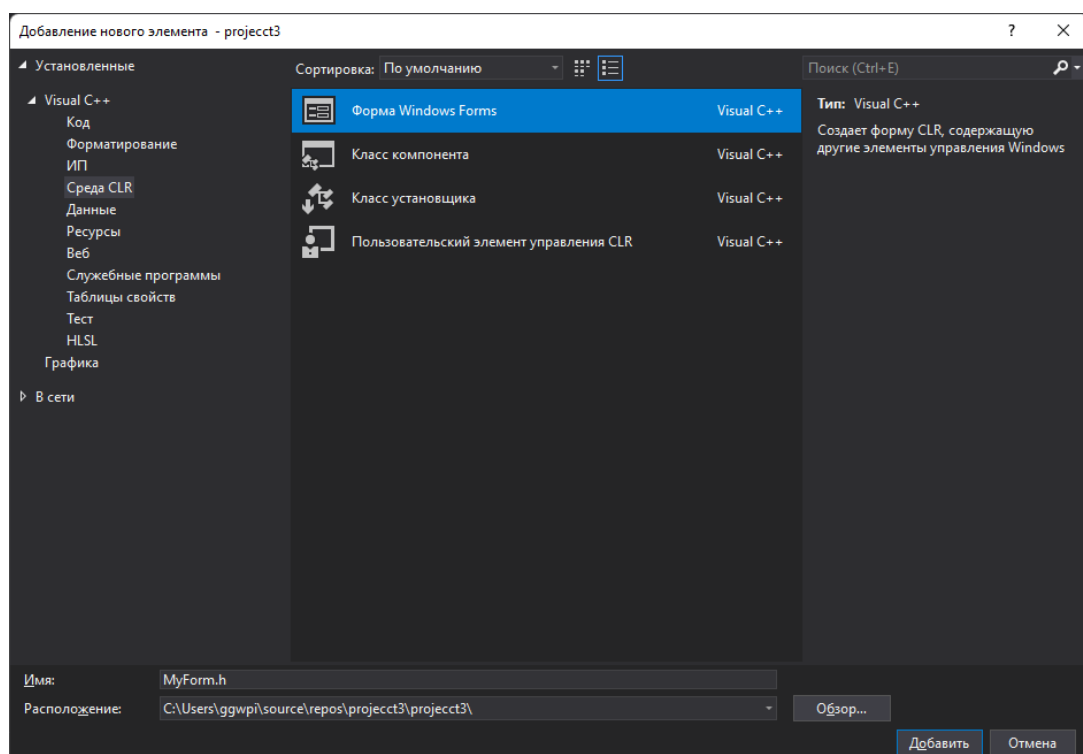 Добавление нового элемента - projecct3
? X
Установленные
Сортировка: По умолчанию
Поиск (Ctrl+E)
Visual C++
Код
Форматирование
ИП
Среда CLR
Данные
Ресурсы
Веб
Служебные программы
Таблицы свойств
Тест
HLSL
Графика
В сети
Форма Windows Forms Visual C++
Класс компонента Visual C++
Класс установщика Visual C++
Пользовательский элемент управления CLR Visual C++
Тип: Visual C++
Создает форму CLR, содержащую
другие элементы управления Windows
Имя: MyForm.h
Расположение: C:\Users\ggwpi\source\repos\projecct3\projecct3\
Обзор...
Добавить Отмена